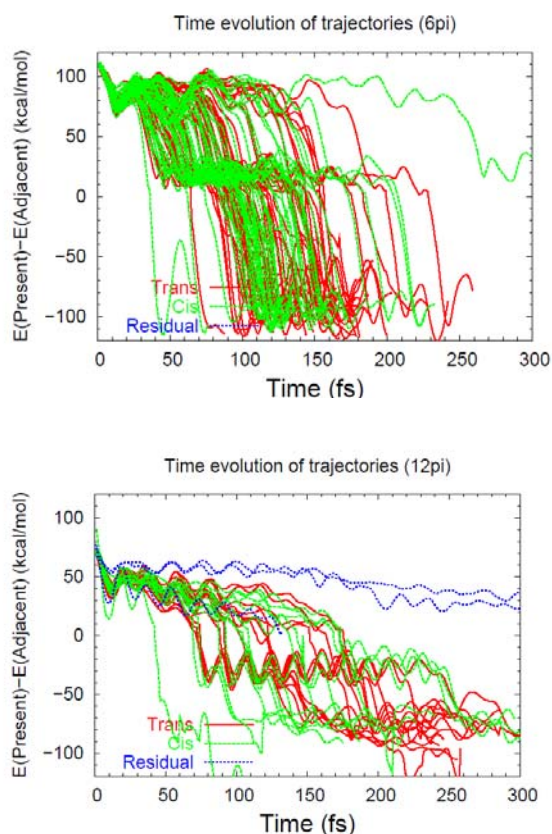 Time evolution of trajectories (6pi)
E(Present)−E(Adjacent) (kcal/mol)
100
50
0
−50
−100
Trans
Cis
Residual
0 50 100 150 200 250 300
Time (fs)
Time evolution of trajectories (12pi)
E(Present)−E(Adjacent) (kcal/mol)
100
50
0
−50
−100
Trans
Cis
Residual
0 50 100 150 200 250 300
Time (fs)